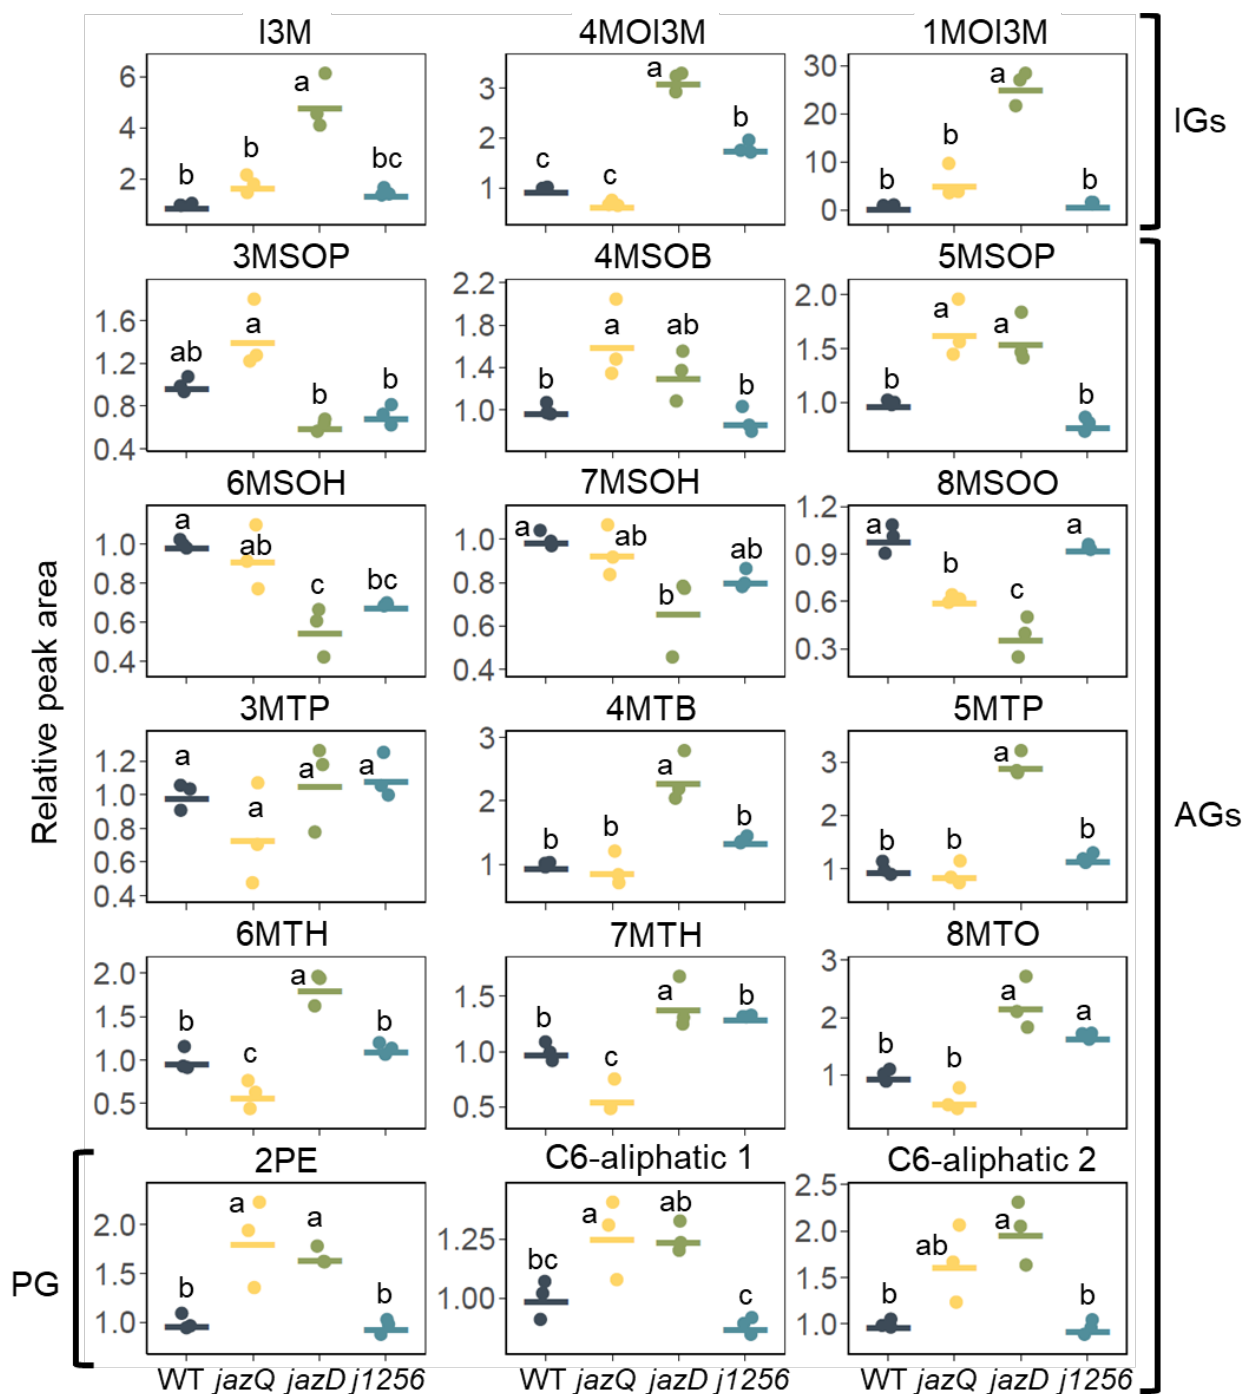 I3M 4MOI3M 1MOI3M
6 a
4
2 b b bc
3 a
2 b
1 c c
30 a
20
10 b
0 b b
IGs
3MSOP 4MSOB 5MSOP
1.6 a
1.2 ab
0.8 b b
0.4
2.2
1.8 a ab
1.4
1.0 b b
2.0 a a
1.5
1.0 b b
6MSOH 7MSOH 8MSOO
1.0 a ab
0.8
0.6 c bc
0.4
1.0 a ab ab
0.8
0.6 b
0.4
1.2
0.9 a a
0.6 b
0.3 c
3MTP 4MTB 5MTP
1.2 a a a
1.0
0.8 a
0.6
0.4
3
2 a
1 b b b
3 a
2
1 b b b
AGs
6MTH 7MTH 8MTO
2.0 a
1.5
1.0 b b
0.5 c
1.5 a b
1.0 b
0.5 c
3
2 a a
1 b b
2PE C6-aliphatic 1 C6-aliphatic 2
2.0 a a
1.5
1.0 b b
1.25 a ab
1.00 bc c
2.5
2.0 a
1.5 ab
1.0 b b
PG
WT jazQ jazD j1256
WT jazQ jazD j1256
WT jazQ jazD j1256
Relative peak area